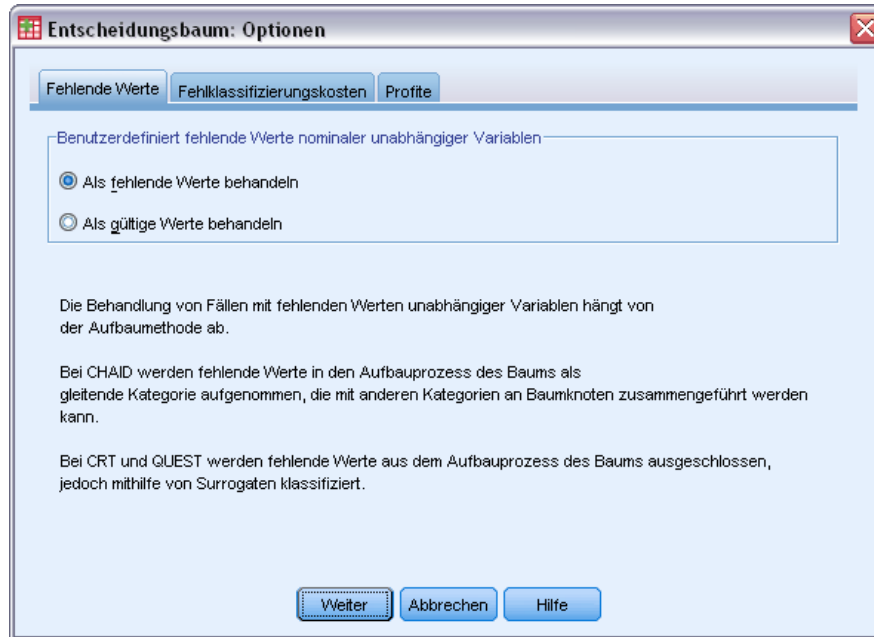 Entscheidungsbaum: Optionen
Fehlende Werte Fehlklassifizierungskosten Profite
Benutzerdefiniert fehlende Werte nominaler unabhängiger Variablen
Als fehlende Werte behandeln
Als gültige Werte behandeln
Die Behandlung von Fällen mit fehlenden Werten unabhängiger Variablen hängt von
der Aufbaumethode ab.
Bei CHAID werden fehlende Werte in den Aufbauprozess des Baums als
gleitende Kategorie aufgenommen, die mit anderen Kategorien an Baumknoten zusammengeführt werden
kann.
Bei CRT und QUEST werden fehlende Werte aus dem Aufbauprozess des Baums ausgeschlossen,
jedoch mithilfe von Surrogaten klassifiziert.
Weiter Abbrechen Hilfe